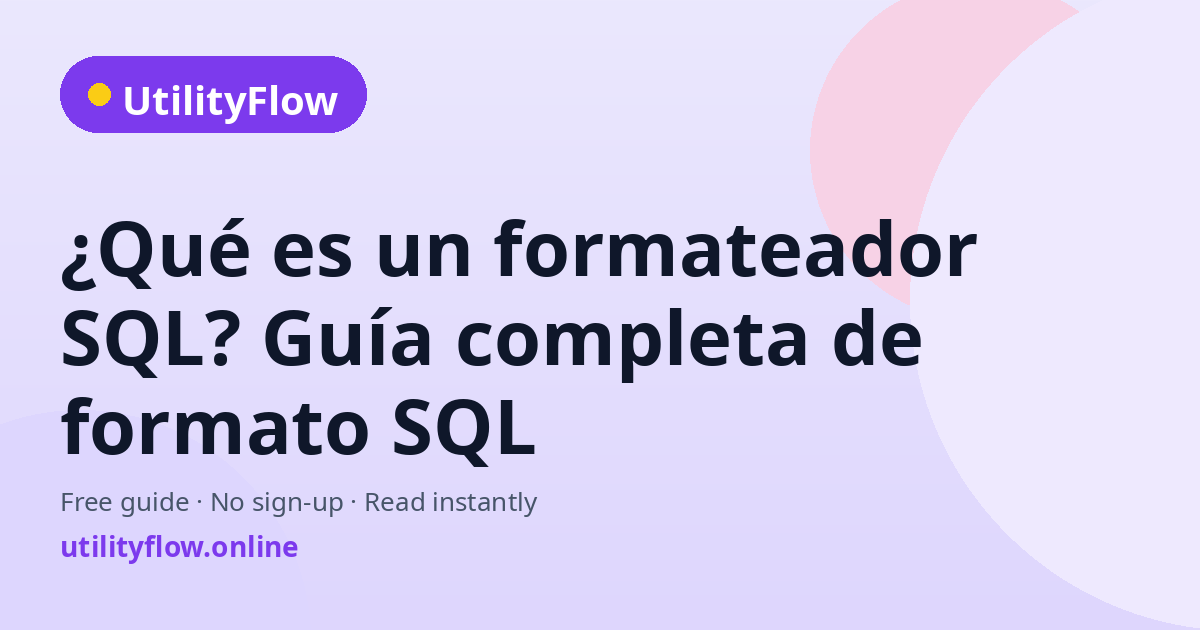 UtilityFlow
¿Qué es un formateador
SQL? Guía completa de
formato SQL
Free guide · No sign-up · Read instantly
utilityflow.online